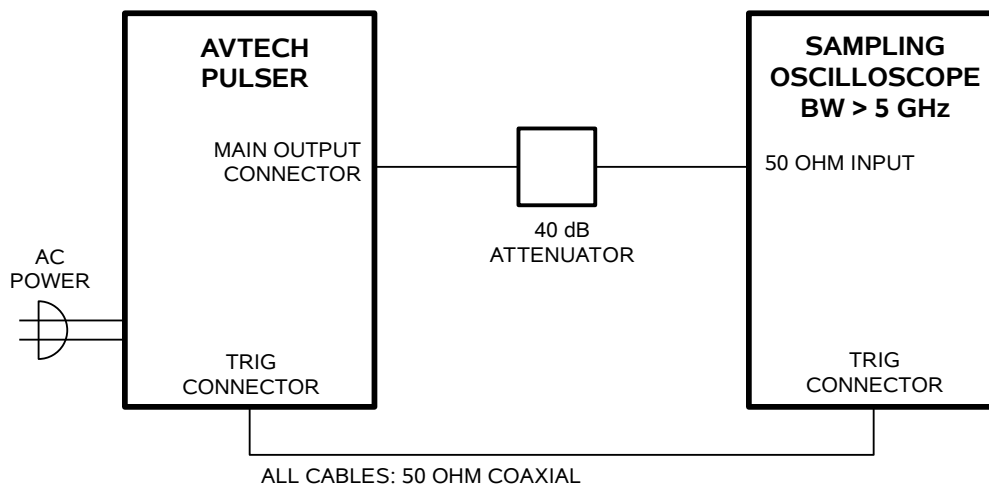 AVTECH
PULSER
MAIN OUTPUT
CONNECTOR
AC
POWER
TRIG
CONNECTOR
40 dB
ATTENUATOR
SAMPLING
OSCILLOSCOPE
BW > 5 GHz
50 OHM INPUT
TRIG
CONNECTOR
ALL CABLES: 50 OHM COAXIAL